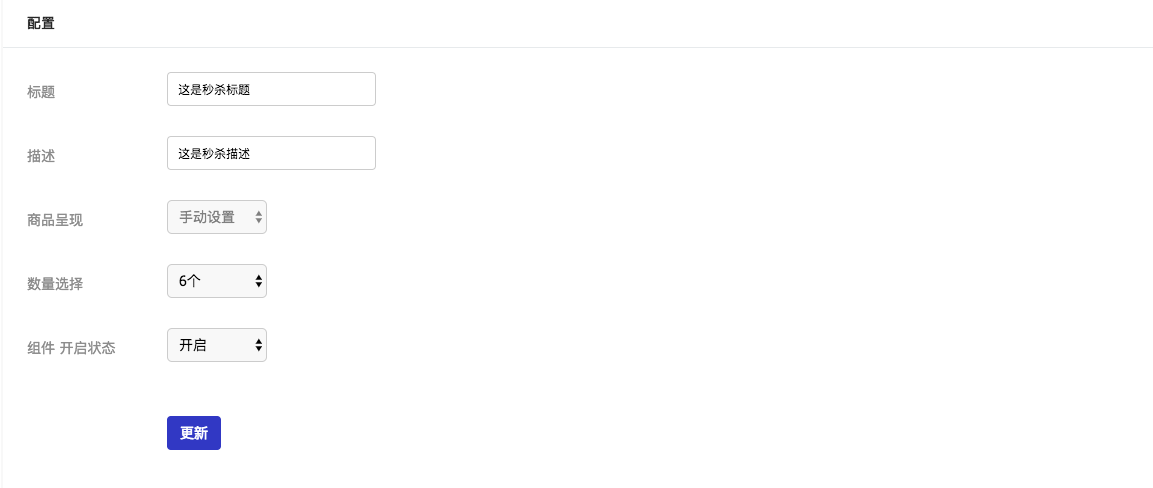 配置
标题
这是秒杀标题
描述
这是秒杀描述
商品呈现
手动设置
数量选择
6个
组件 开启状态
开启
更新